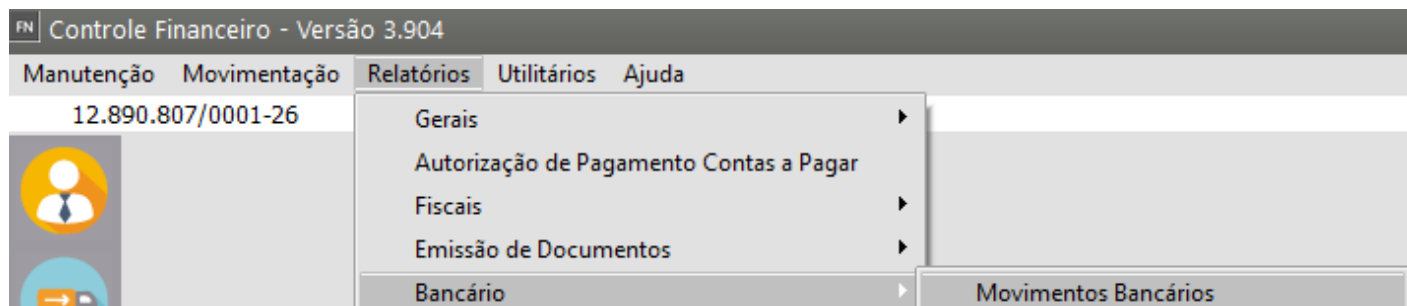 FN Controle Financeiro - Versão 3.904
Manutenção Movimentação Relatórios Utilitários Ajuda
12.890.807/0001-26
Gerais
Autorização de Pagamento Contas a Pagar
Fiscais
Emissão de Documentos
Bancário Movimentos Bancários